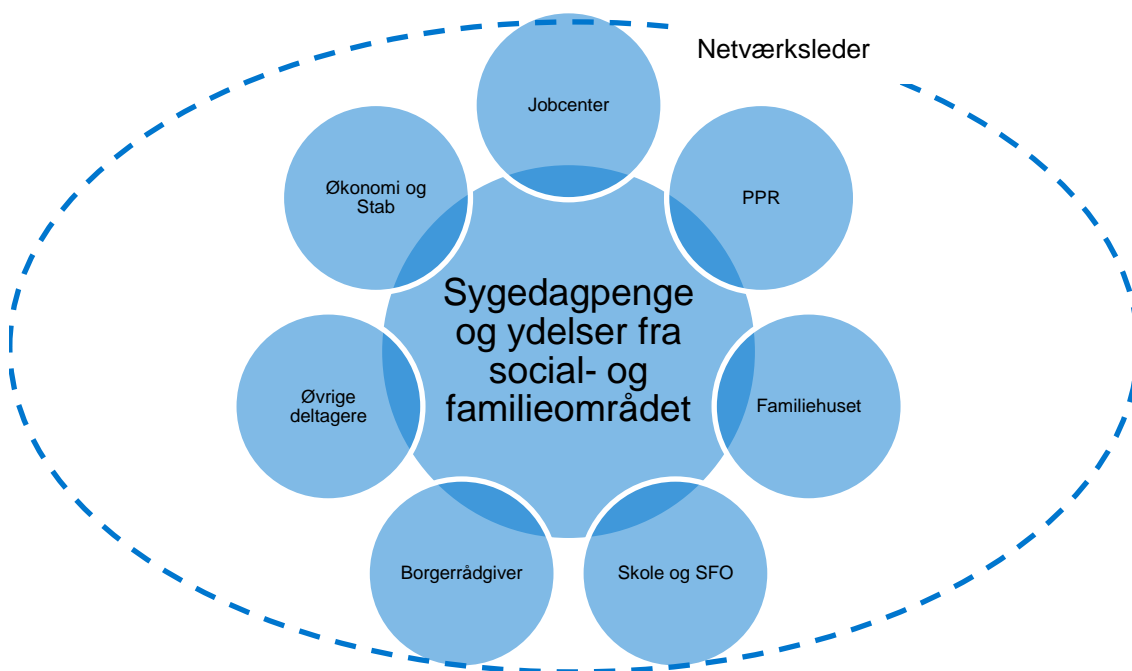 Netværksleder
Jobcenter
Økonomi og
Stab
PPR
Sygedagpenge
og ydelser fra
social- og
familieområdet
Øvrige
deltagere
Familiehuset
Borgerrådgiver
Skole og SFO